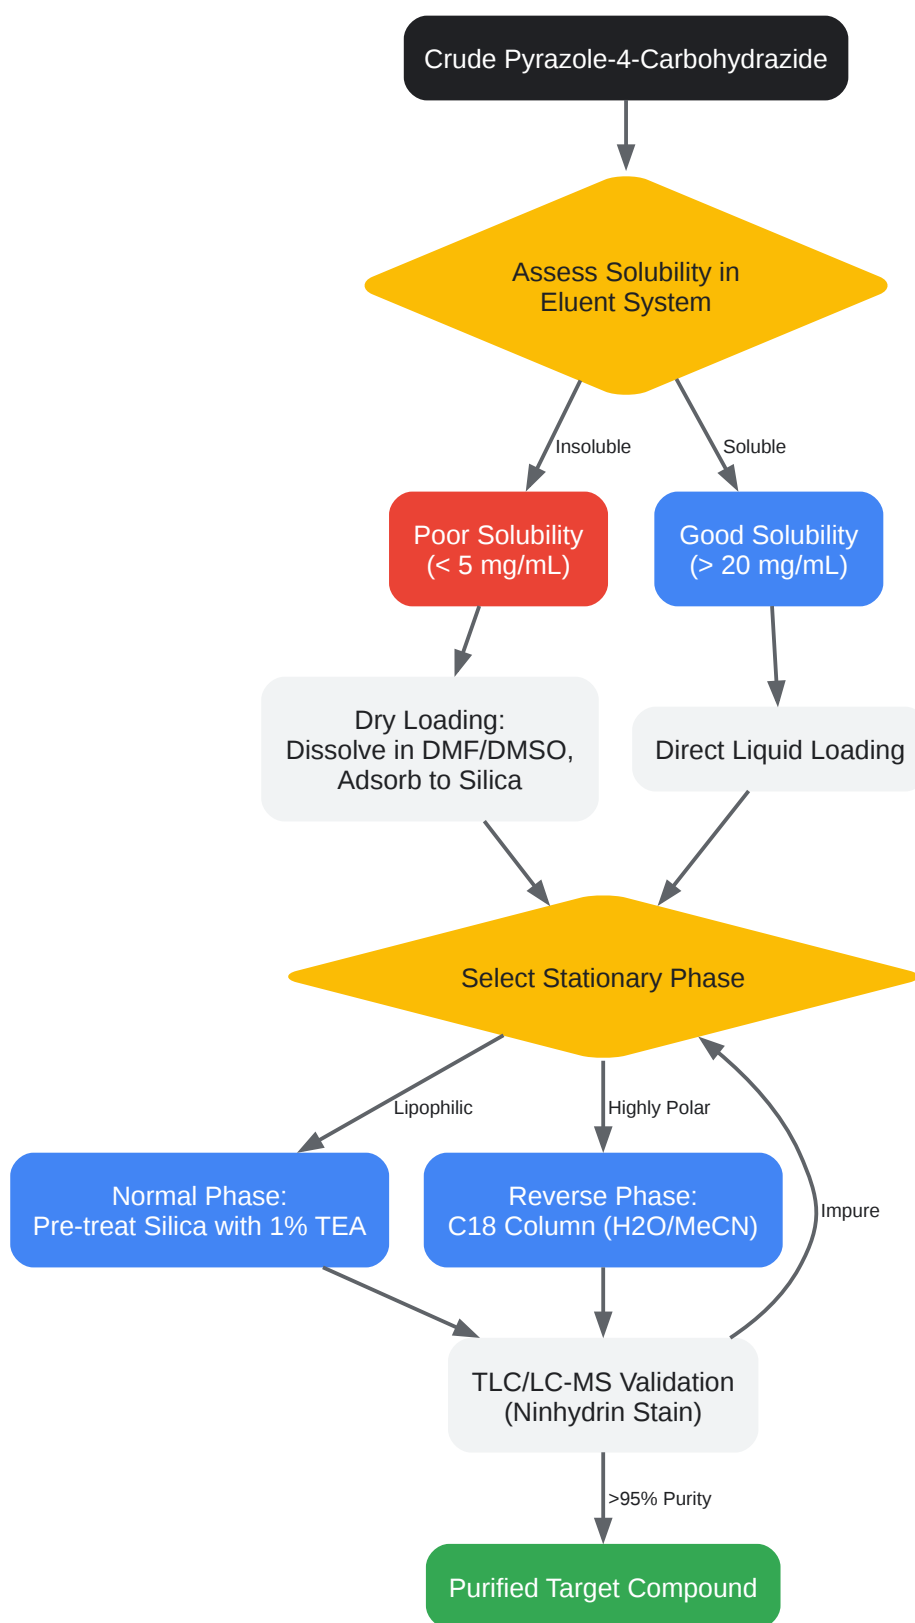 Crude Pyrazole-4-Carbohydrazide
Assess Solubility in
Eluent System
Insoluble
Soluble
Poor Solubility
(< 5 mg/mL)
Good Solubility
(> 20 mg/mL)
Dry Loading:
Dissolve in DMF/DMSO,
Adsorb to Silica
Direct Liquid Loading
Select Stationary Phase
Lipophilic
Highly Polar
Normal Phase:
Pre-treat Silica with 1% TEA
Reverse Phase:
C18 Column (H2O/MeCN)
Impure
TLC/LC-MS Validation
(Ninhydrin Stain)
>95% Purity
Purified Target Compound